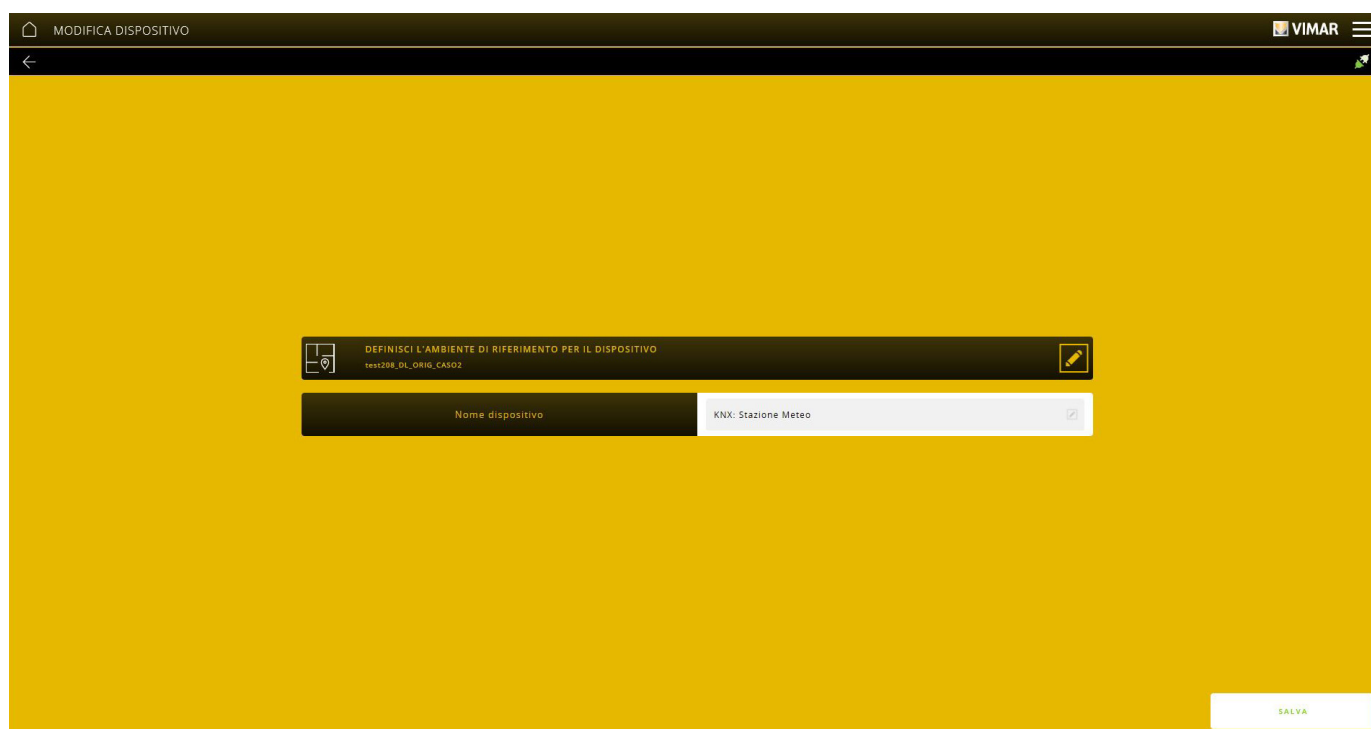 MODIFICA DISPOSITIVO
VIMAR
DEFINISCI L'AMBIENTE DI RIFERIMENTO PER IL DISPOSITIVO
test208_DL_ORIG_CASO2
Nome dispositivo
KNX: Stazione Meteo
SALVA